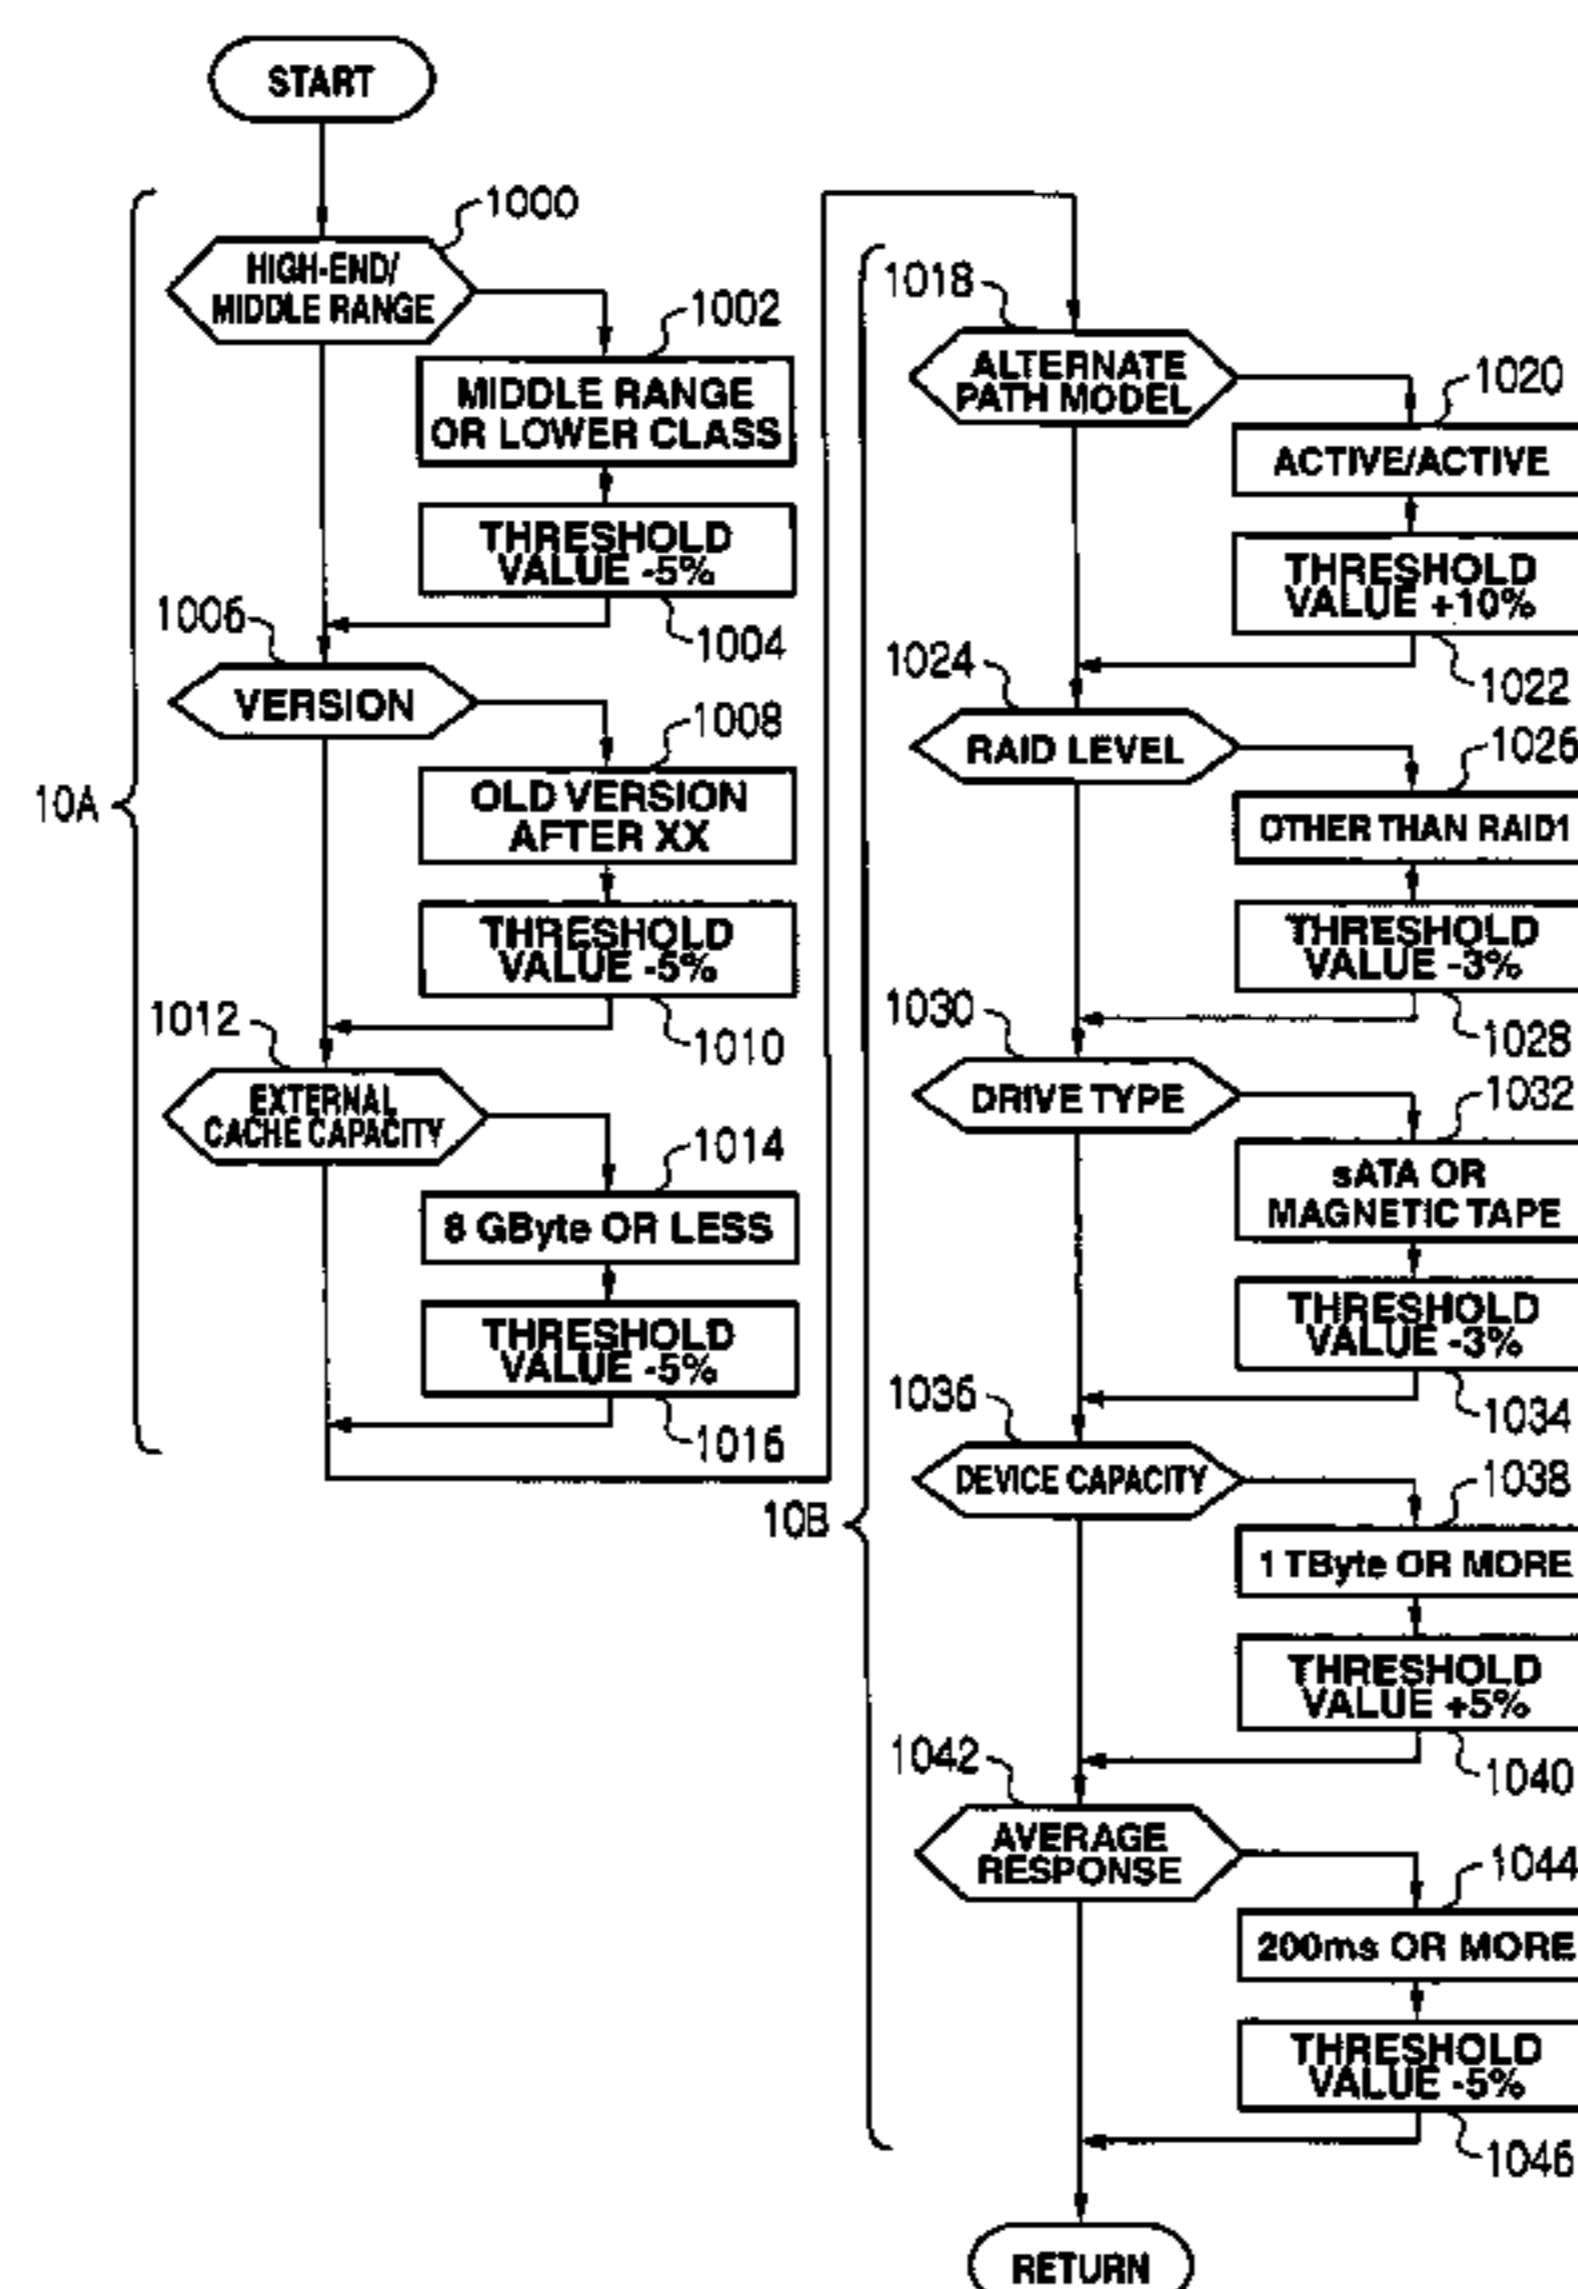 START
1000
HIGH-END/
MIDDLE RANGE
1002
MIDDLE RANGE
OR LOWER CLASS
THRESHOLD
VALUE -5%
1004
1006
VERSION
1008
OLD VERSION
AFTER XX
THRESHOLD
VALUE -5%
1010
10A
1012
EXTERNAL
CACHE CAPACITY
1014
8 GByte OR LESS
THRESHOLD
VALUE -5%
1016
1018
ALTERNATE
PATH MODEL
1020
ACTIVE/ACTIVE
THRESHOLD
VALUE +10%
1022
1024
RAID LEVEL
1026
OTHER THAN RAID1
THRESHOLD
VALUE -3%
1028
1030
DRIVE TYPE
1032
sATA OR
MAGNETIC TAPE
THRESHOLD
VALUE -3%
1034
1036
DEVICE CAPACITY
1038
1 TByte OR MORE
THRESHOLD
VALUE +5%
1040
10B
1042
AVERAGE
RESPONSE
1044
200ms OR MORE
THRESHOLD
VALUE -5%
1046
RETURN